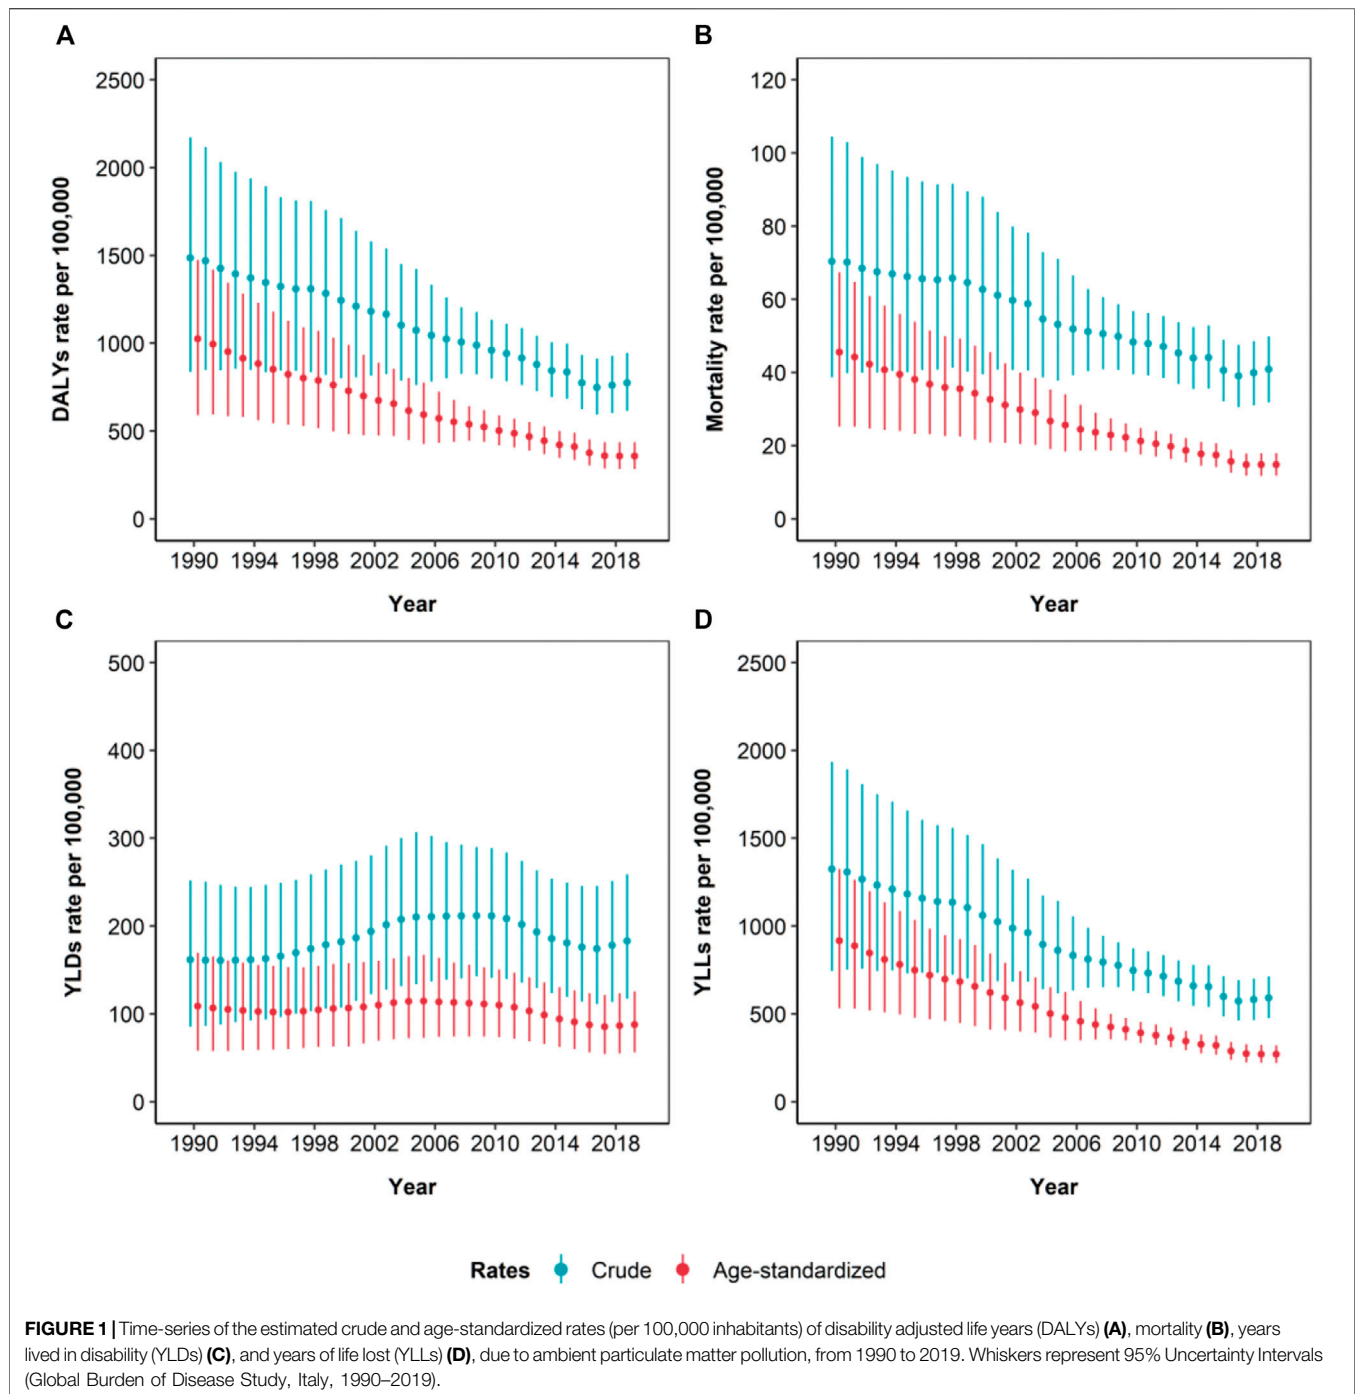 A
B
2500
2000
1500
1000
500
0
DALYs rate per 100,000
1990 1994 1998 2002 2006 2010 2014 2018
Year
120
100
80
60
40
20
0
Mortality rate per 100,000
1990 1994 1998 2002 2006 2010 2014 2018
Year
C
D
500
400
300
200
100
0
YLDs rate per 100,000
1990 1994 1998 2002 2006 2010 2014 2018
Year
2500
2000
1500
1000
500
0
YLLs rate per 100,000
1990 1994 1998 2002 2006 2010 2014 2018
Year
Rates Crude Age-standardized
FIGURE 1 | Time-series of the estimated crude and age-standardized rates (per 100,000 inhabitants) of disability adjusted life years (DALYs) (A), mortality (B), years
lived in disability (YLDs) (C), and years of life lost (YLLs) (D), due to ambient particulate matter pollution, from 1990 to 2019. Whiskers represent 95% Uncertainty Intervals
(Global Burden of Disease Study, Italy, 1990–2019).